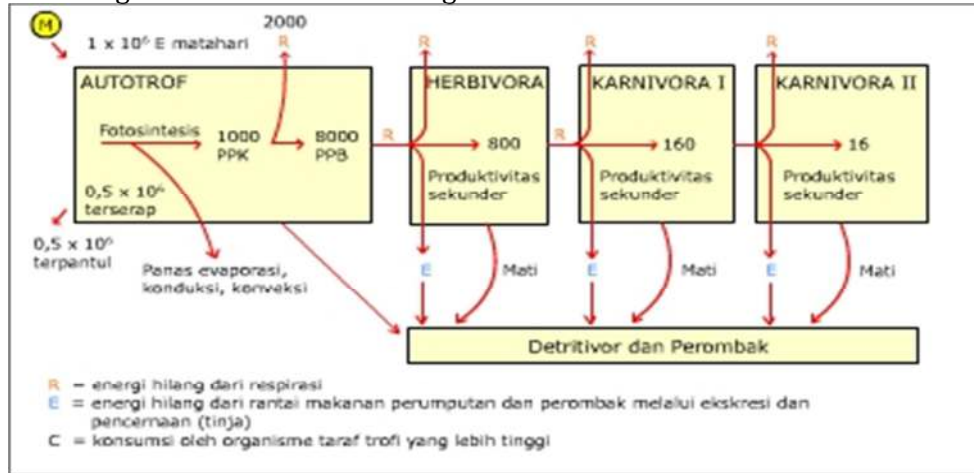 M
2000
R
R
R
R
1 x 10⁶ E matahari
AUTOTROF
HERBIVORA
KARNIVORA I
KARNIVORA II
Fotosintesis
1000
PPK
8000
PPB
R
800
R
160
16
0,5 x 10⁶
terserap
Produktivitas
sekunder
Produktivitas
sekunder
Produktivitas
sekunder
0,5 x 10⁶
terpantul
Panas evaporasi,
konduksi, konveksi
E
Mati
E
Mati
E
Mati
Detritivor dan Perombak
R = energi hilang dari respirasi
E = energi hilang dari rantai makanan perumputan dan perombak melalui ekskresi dan
pencernaan (tinja)
C = konsumsi oleh organisme taraf trofi yang lebih tinggi